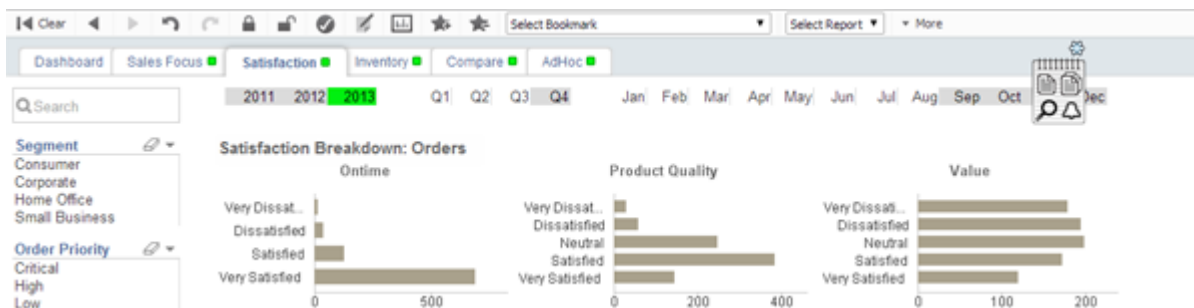 Clear Select Bookmark Select Report More
Dashboard Sales Focus Satisfaction Inventory Compare AdHoc
2011 2012 2013 Q1 Q2 Q3 Q4 Jan Feb Mar Apr May Jun Jul Aug Sep Oct Dec
Search
Satisfaction Breakdown: Orders
Segment
Consumer
Corporate
Home Office
Small Business
Order Priority
Critical
High
Low
Ontime
Very Dissat...
Dissatisfied
Satisfied
Very Satisfied
0 500
Product Quality
Very Dissat...
Dissatisfied
Neutral
Satisfied
Very Satisfied
0 200 400
Value
Very Dissati...
Dissatisfied
Neutral
Satisfied
Very Satisfied
0 100 200